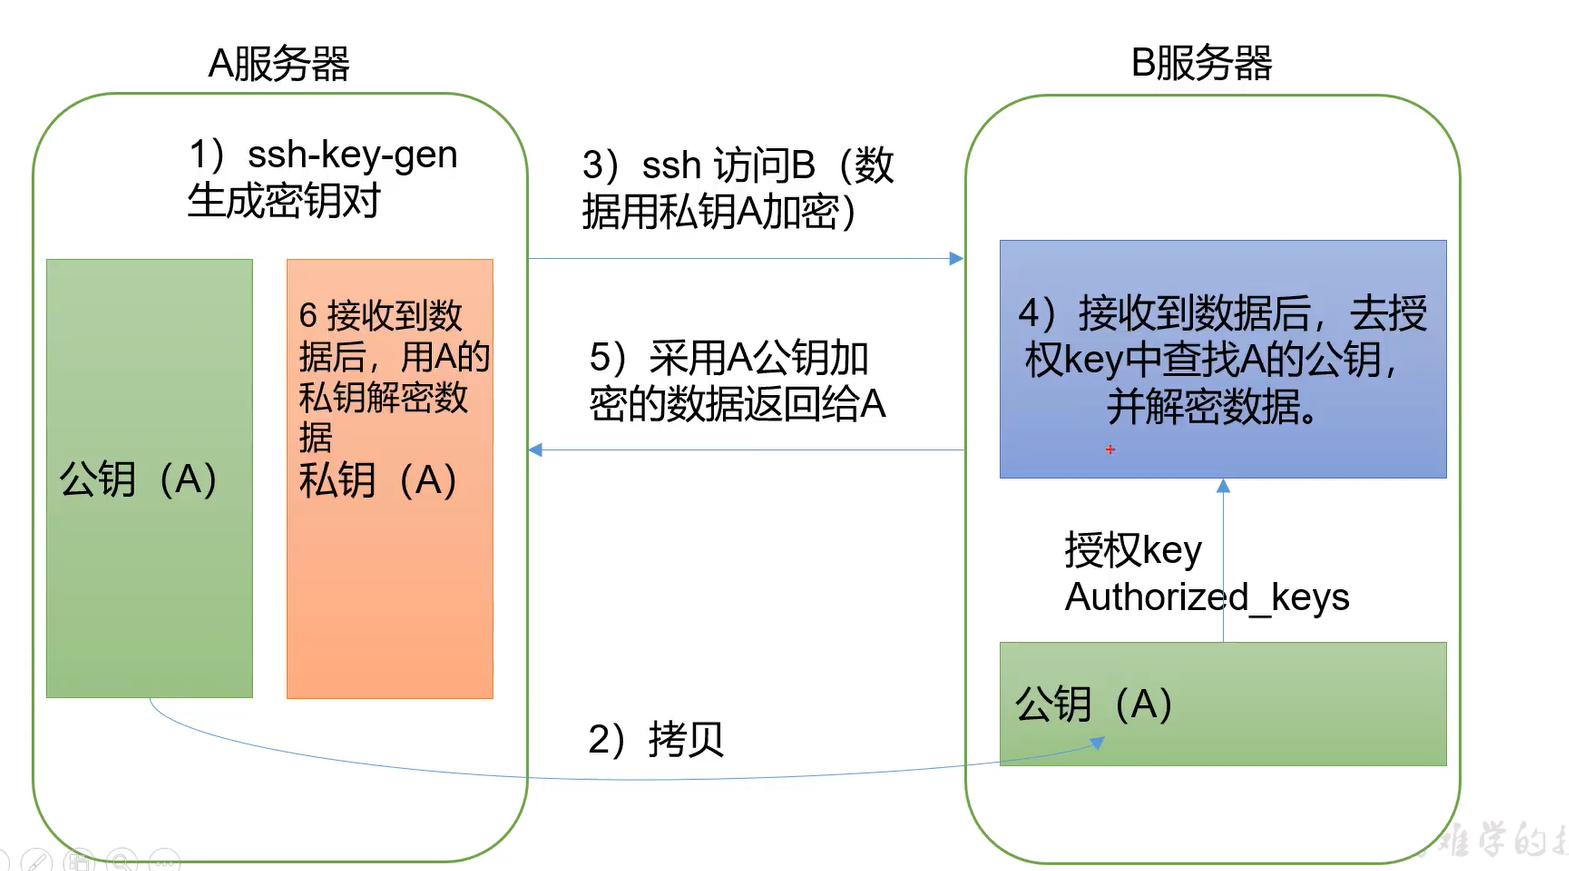 A服务器
B服务器
1）ssh-key-gen
生成密钥对
3）ssh 访问B（数
据用私钥A加密）
公钥（A）
6 接收到数
据后，用A的
私钥解密数
据
私钥（A）
5）采用A公钥加
密的数据返回给A
4）接收到数据后，去授
权key中查找A的公钥，
并解密数据。
授权key
Authorized_keys
公钥（A）
2）拷贝
难学的技